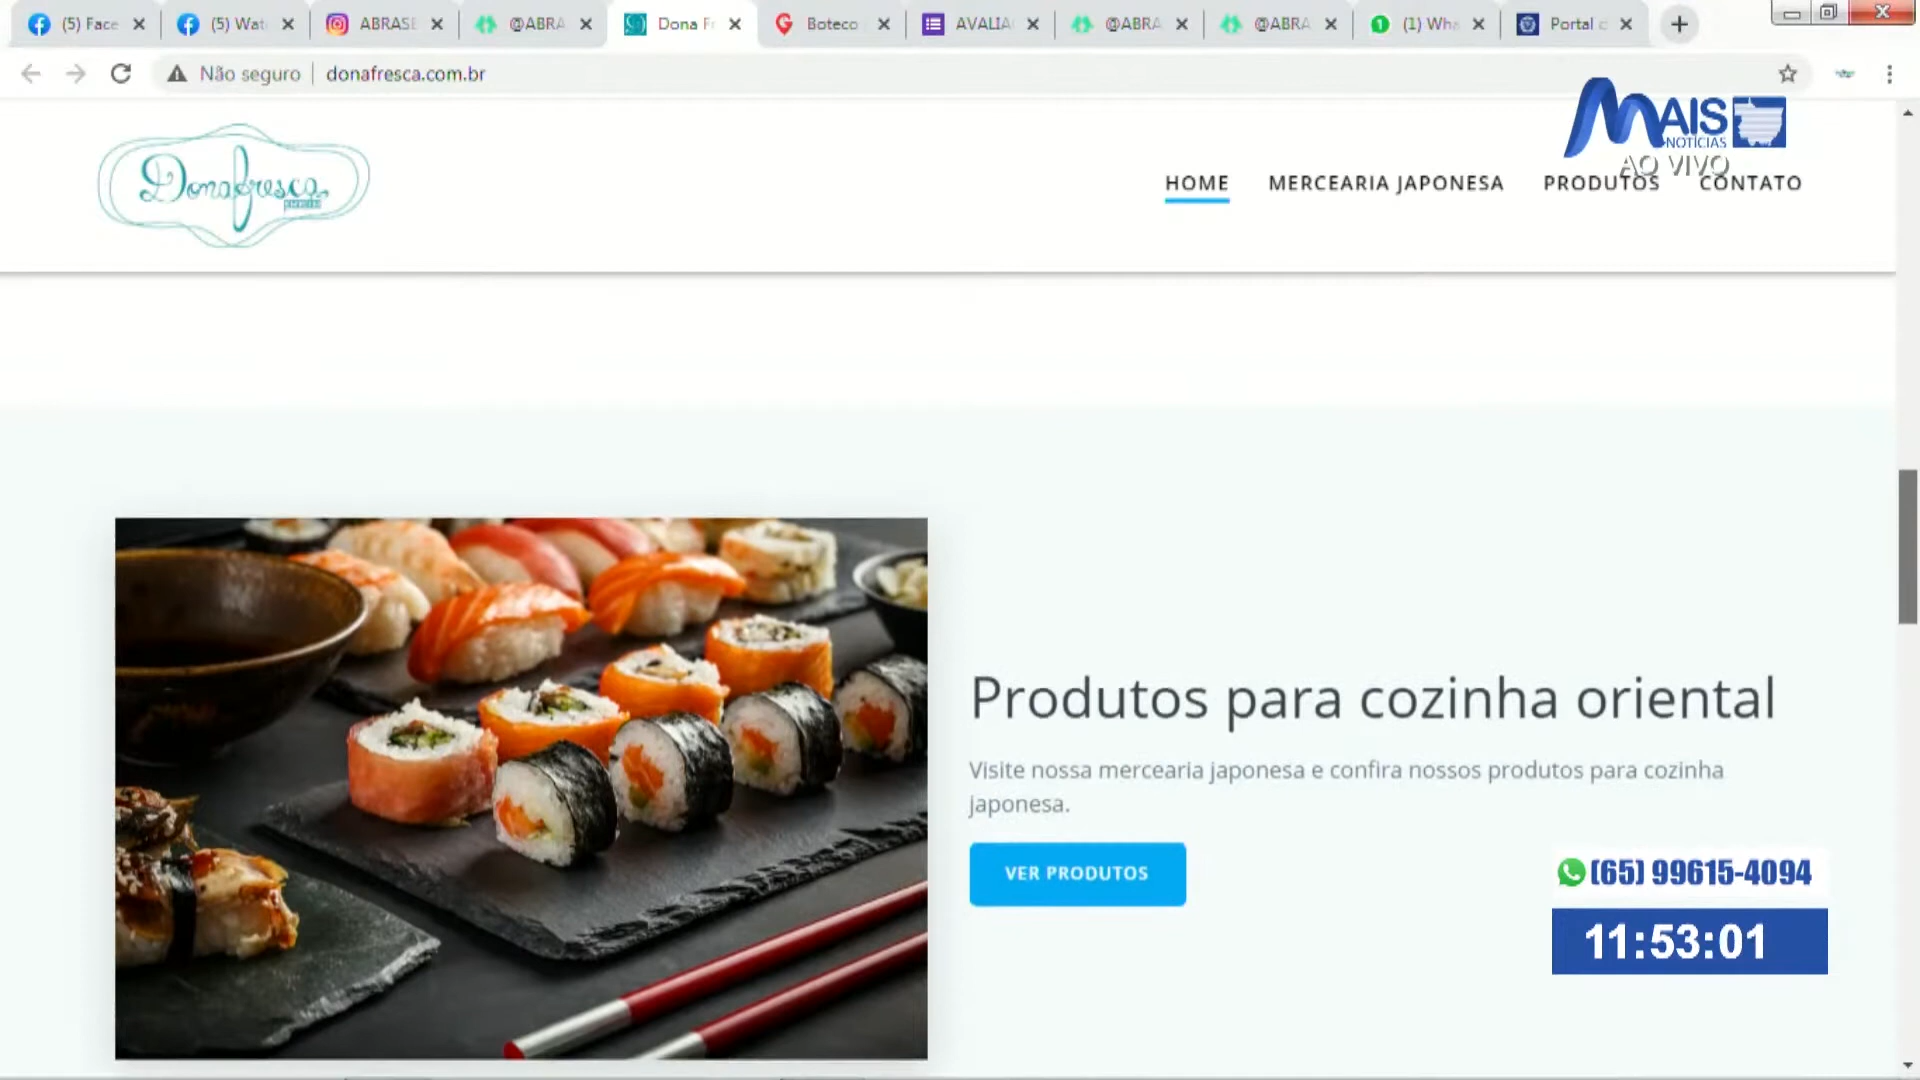 (5) Face
(5) Wat
ABRASE
@ABRA
Dona Fr
Boteco
AVALIA
@ABRA
@ABRA
(1) Wha
Portal c
Não seguro
donafresca.com.br
MAIS
NOTÍCIAS
AO VIVO
Donafresca
HOME
MERCEARIA JAPONESA
PRODUTOS
CONTATO
Produtos para cozinha oriental
Visite nossa mercearia japonesa e confira nossos produtos para cozinha
japonesa.
VER PRODUTOS
(65) 99615-4094
11:53:01